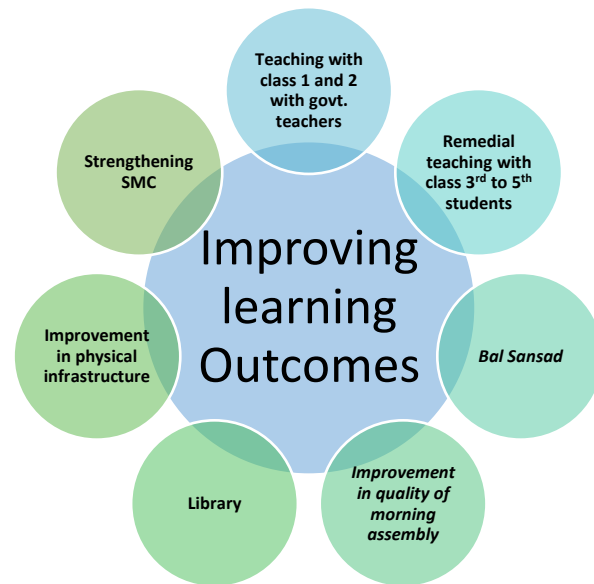 Teaching with
class 1 and 2
with govt.
teachers
Remedial
teaching with
class 3rd to 5th
students
Bal Sansad
Improvement
in quality of
morning
assembly
Library
Improvement
in physical
infrastructure
Strengthening
SMC
Improving
learning
Outcomes